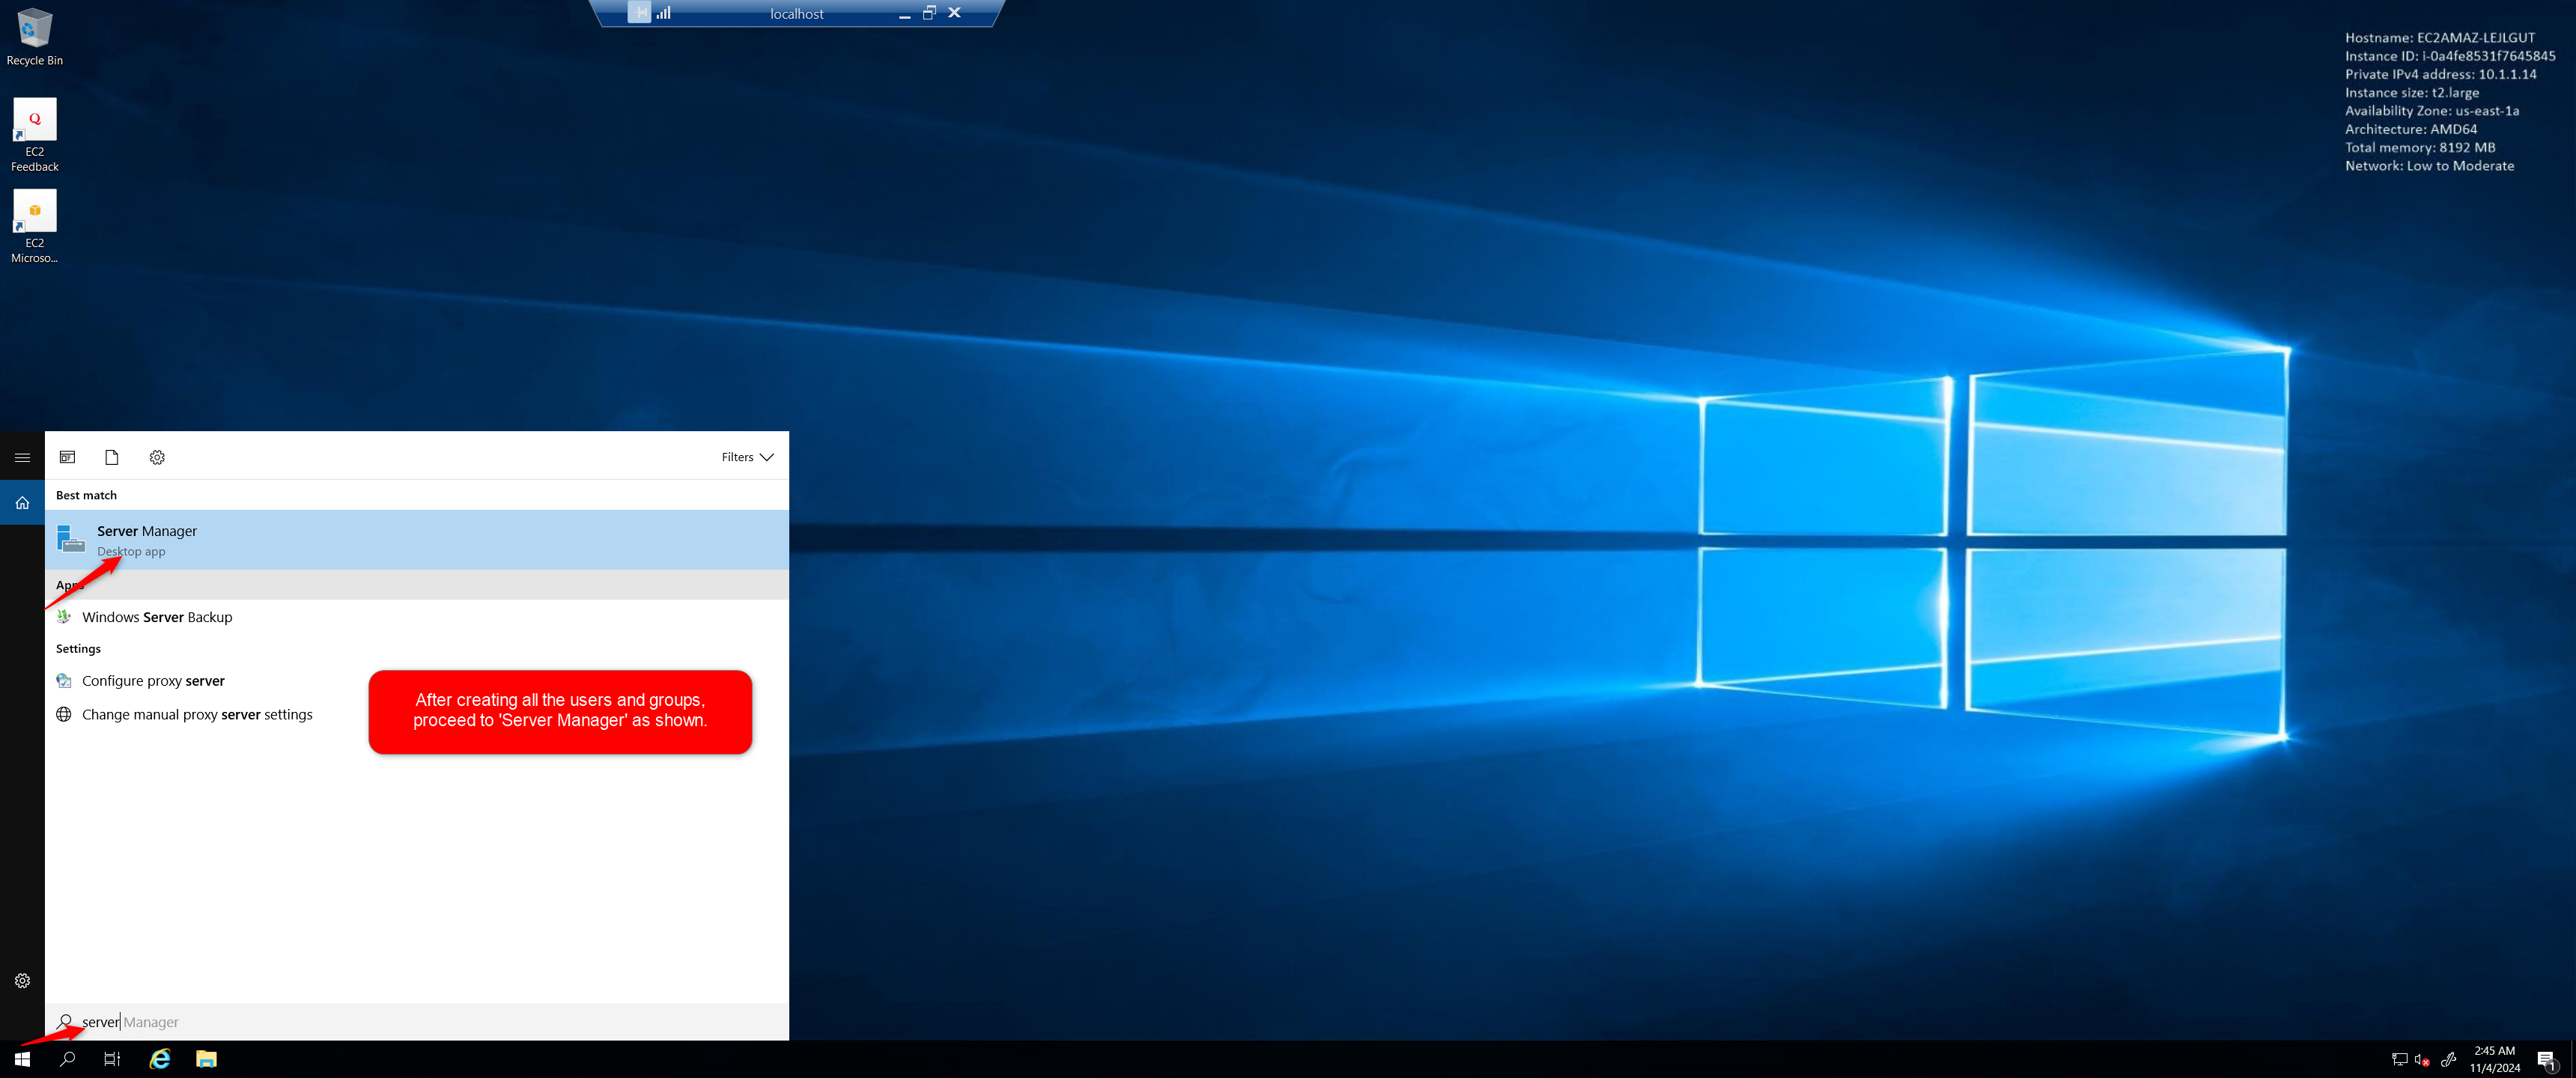 localhost
Recycle Bin
EC2
Feedback
EC2
Microso...
Hostname: EC2AMAZ-LEJLGUT
Instance ID: i-0a4fe8531f7645845
Private IPv4 address: 10.1.1.14
Instance size: t2.large
Availability Zone: us-east-1a
Architecture: AMD64
Total memory: 8192 MB
Network: Low to Moderate
Filters
Best match
Server Manager
Desktop app
Apps
Windows Server Backup
Settings
Configure proxy server
Change manual proxy server settings
After creating all the users and groups,
proceed to 'Server Manager' as shown.
server Manager
2:45 AM
11/4/2024
1